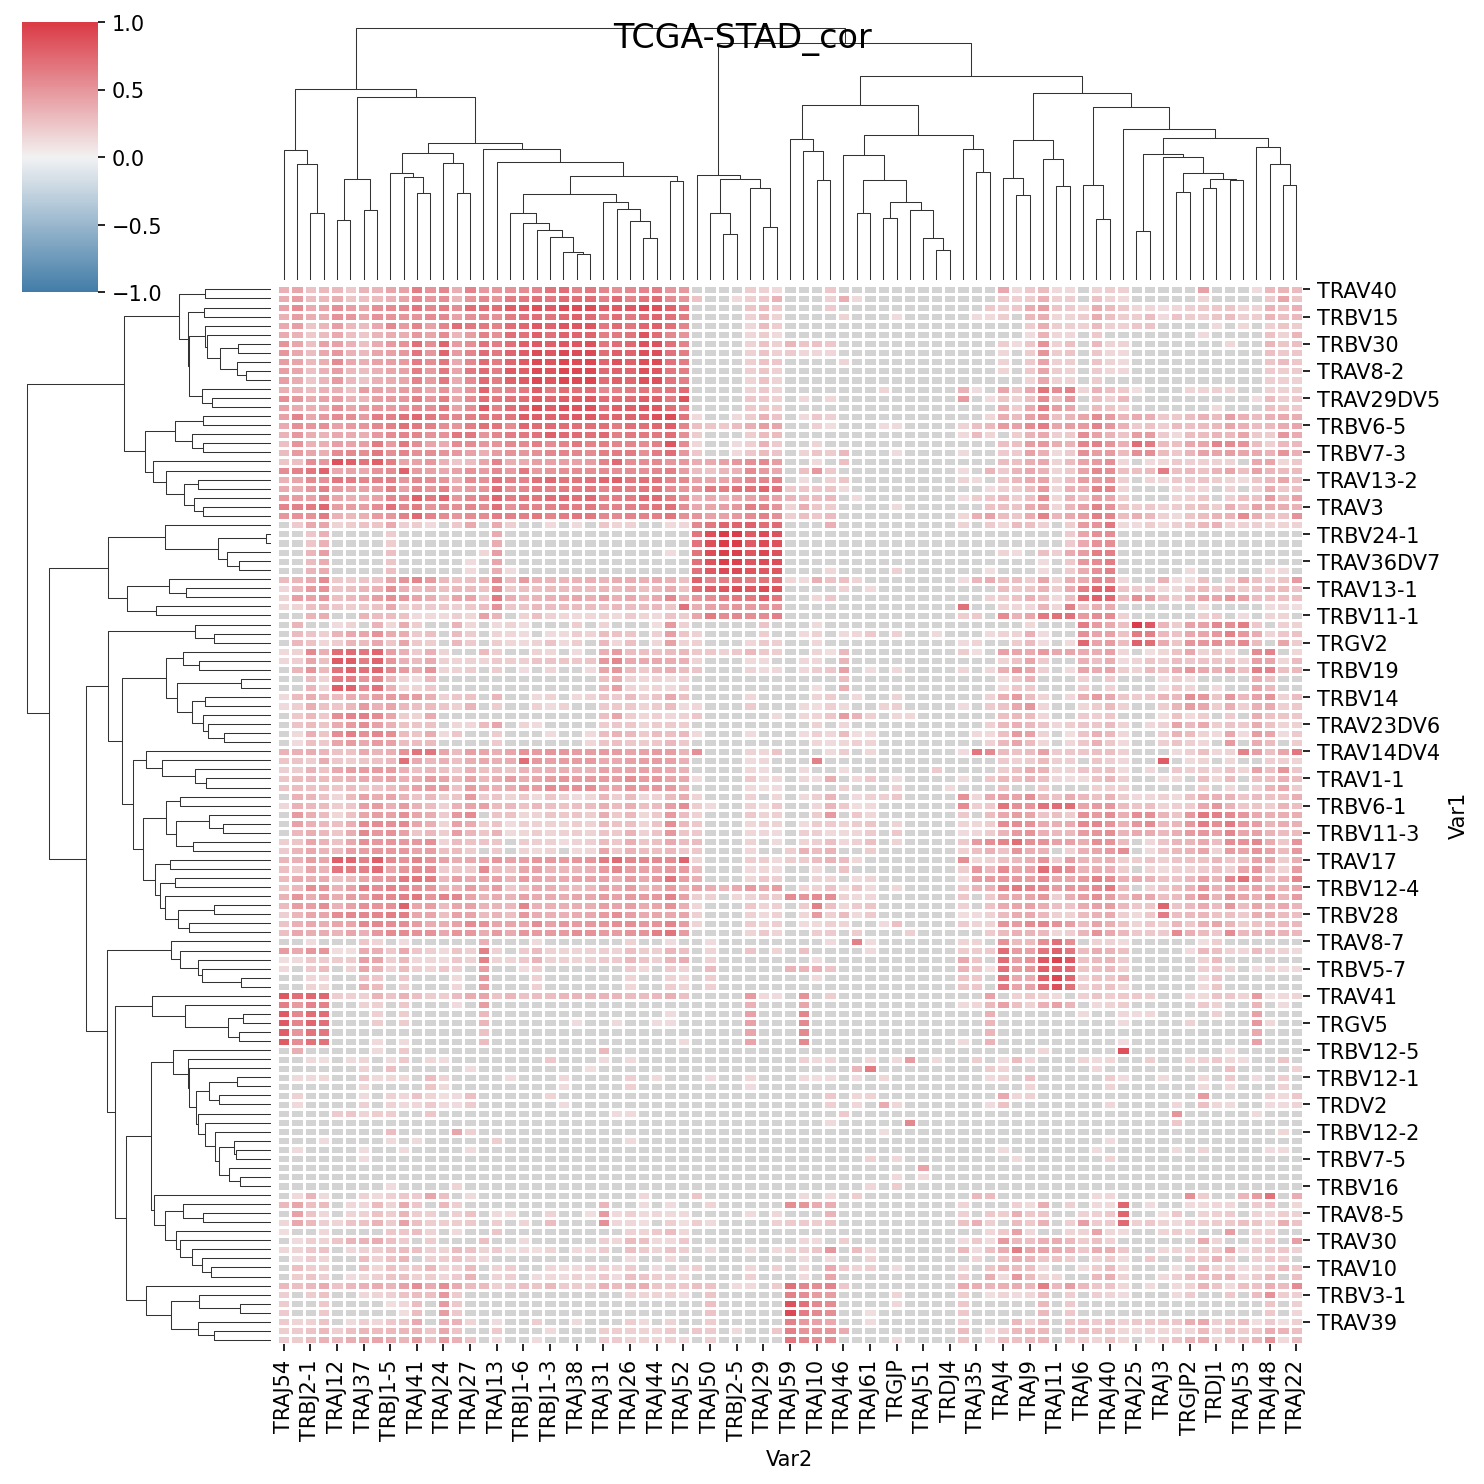 TCGA-STAD_cor
1.0
0.5
0.0
−0.5
−1.0
TRAV40
TRBV15
TRBV30
TRAV8-2
TRAV29DV5
TRBV6-5
TRBV7-3
TRAV13-2
TRAV3
TRBV24-1
TRAV36DV7
TRAV13-1
TRBV11-1
TRGV2
TRBV19
TRBV14
TRAV23DV6
TRAV14DV4
TRAV1-1
TRBV6-1
TRBV11-3
TRAV17
TRBV12-4
TRBV28
TRAV8-7
TRBV5-7
TRAV41
TRGV5
TRBV12-5
TRBV12-1
TRDV2
TRBV12-2
TRBV7-5
TRBV16
TRAV8-5
TRAV30
TRAV10
TRBV3-1
TRAV39
Var1
TRAJ54
TRBJ2-1
TRAJ12
TRAJ37
TRBJ1-5
TRAJ41
TRAJ24
TRAJ27
TRAJ13
TRBJ1-6
TRBJ1-3
TRAJ38
TRAJ31
TRAJ26
TRAJ44
TRAJ52
TRAJ50
TRBJ2-5
TRAJ29
TRAJ59
TRAJ10
TRAJ46
TRAJ61
TRGJP
TRAJ51
TRDJ4
TRAJ35
TRAJ4
TRAJ9
TRAJ11
TRAJ6
TRAJ40
TRAJ25
TRAJ3
TRGJP2
TRDJ1
TRAJ53
TRAJ48
TRAJ22
Var2